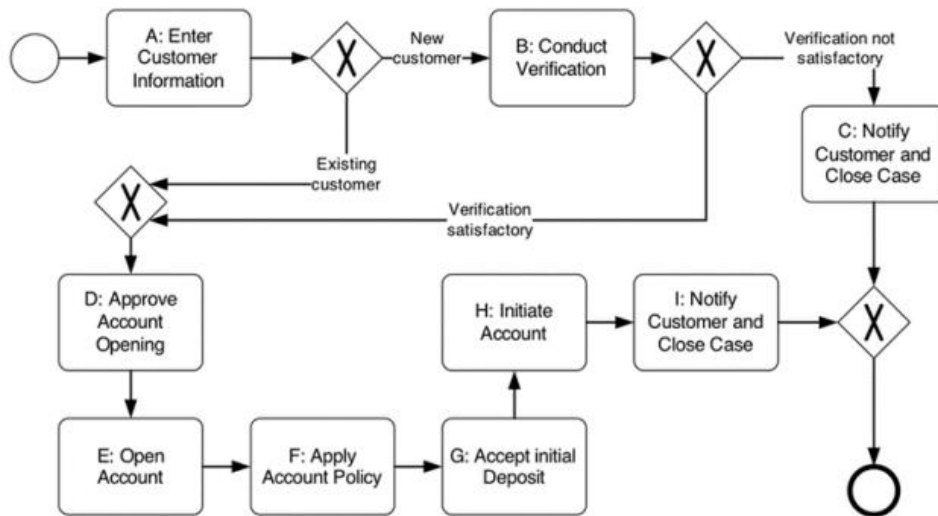 A: Enter
Customer
Information
X
New
customer
B: Conduct
Verification
X
Verification not
satisfactory
C: Notify
Customer and
Close Case
Existing
customer
X
Verification
satisfactory
D: Approve
Account
Opening
H: Initiate
Account
I: Notify
Customer and
Close Case
X
E: Open
Account
F: Apply
Account Policy
G: Accept initial
Deposit